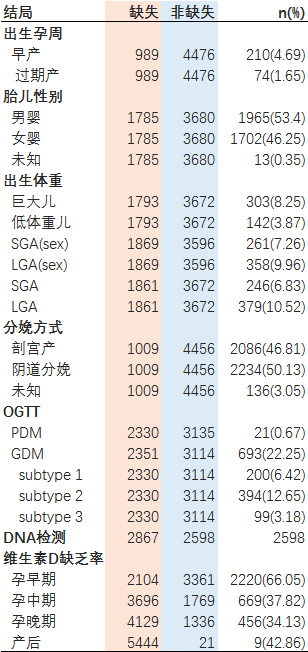 结局 缺失 非缺失 n(%)
出生孕周
早产 989 4476 210(4.69)
过期产 989 4476 74(1.65)
胎儿性别
男婴 1785 3680 1965(53.4)
女婴 1785 3680 1702(46.25)
未知 1785 3680 13(0.35)
出生体重
巨大儿 1793 3672 303(8.25)
低体重儿 1793 3672 142(3.87)
SGA(sex) 1869 3596 261(7.26)
LGA(sex) 1869 3596 358(9.96)
SGA 1861 3672 246(6.83)
LGA 1861 3672 379(10.52)
分娩方式
剖宫产 1009 4456 2086(46.81)
阴道分娩 1009 4456 2234(50.13)
未知 1009 4456 136(3.05)
OGTT
PDM 2330 3135 21(0.67)
GDM 2351 3114 693(22.25)
subtype 1 2330 3114 200(6.42)
subtype 2 2330 3114 394(12.65)
subtype 3 2330 3114 99(3.18)
DNA检测 2867 2598 2598
维生素D缺乏率
孕早期 2104 3361 2220(66.05)
孕中期 3696 1769 669(37.82)
孕晚期 4129 1336 456(34.13)
产后 5444 21 9(42.86)